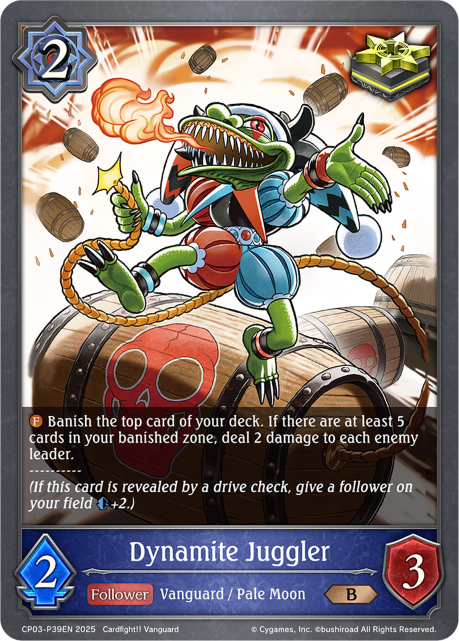 2
1
F Banish the top card of your deck. If there are at least 5
cards in your banished zone, deal 2 damage to each enemy
leader.
----------
(If this card is revealed by a drive check, give a follower on
your field +2.)
Dynamite Juggler
2
Follower Vanguard / Pale Moon B
3
CP03-P39EN 2025 Cardfight!! Vanguard © Cygames, Inc. ©bushiroad All Rights Reserved.